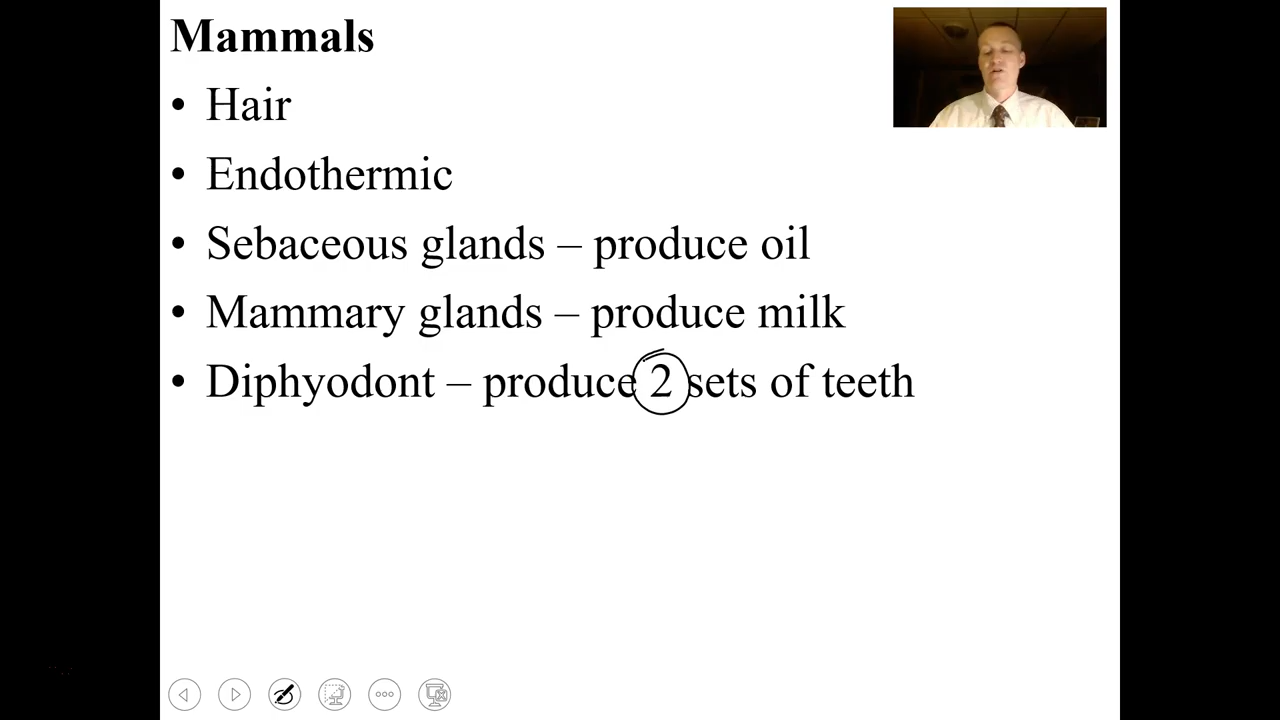 Mammals
• Hair
• Endothermic
• Sebaceous glands – produce oil
• Mammary glands – produce milk
• Diphyodont – produce 2 sets of teeth